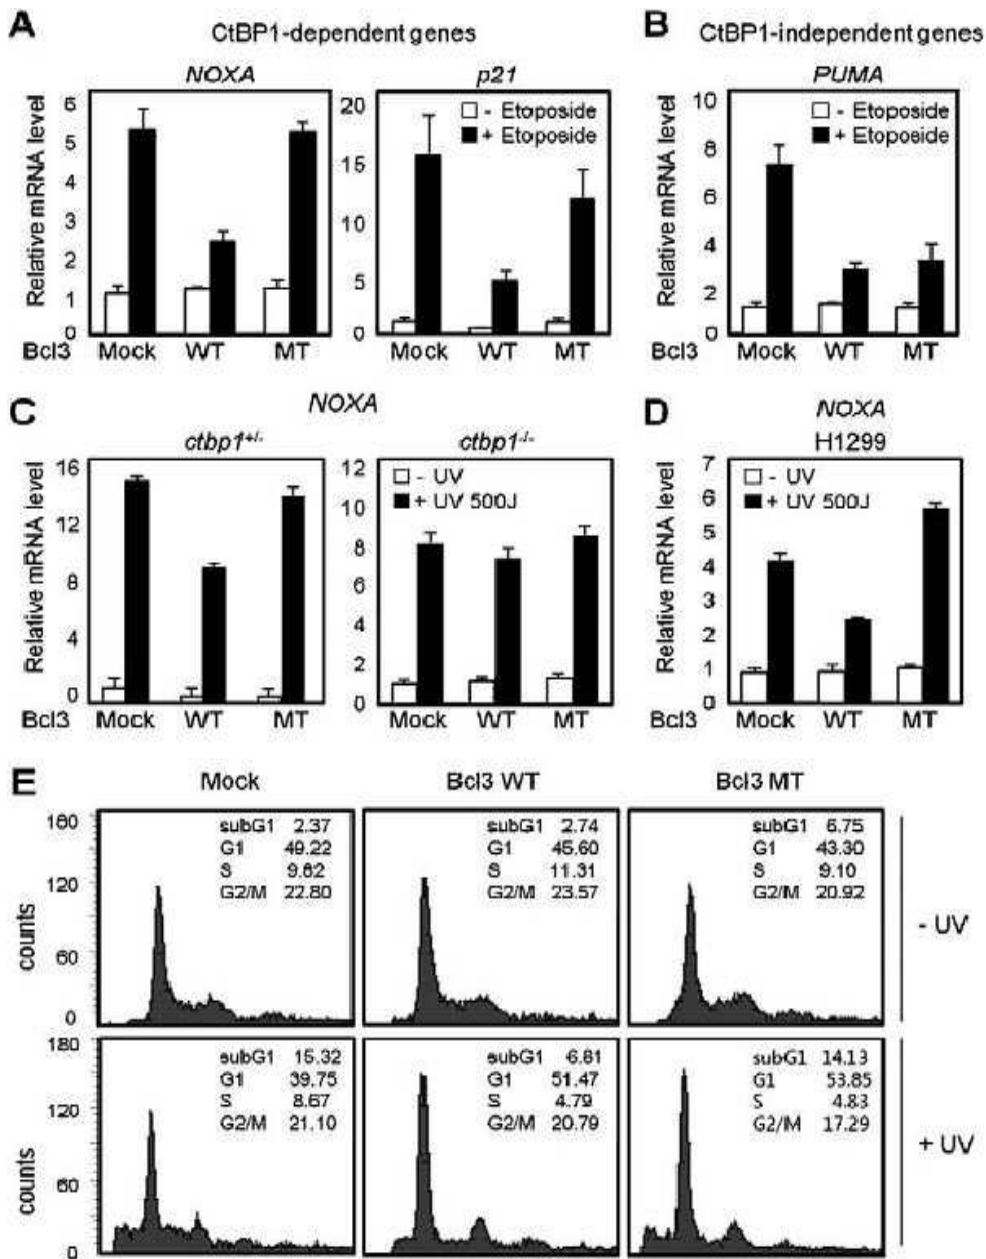 A
CtBP1-dependent genes
B
CtBP1-independent genes
NOXA
p21
PUMA
Relative mRNA level
6
5
4
3
2
1
0
20
15
10
5
0
- Etoposide
+ Etoposide
Relative mRNA level
10
8
6
4
2
0
- Etoposide
+ Etoposide
Bcl3 Mock WT MT
Mock WT MT
Bcl3 Mock WT MT
C
NOXA
D
NOXA
ctbp1+/-
ctbp1-/-
H1299
Relative mRNA level
16
12
8
4
0
12
10
8
6
4
2
0
- UV
+ UV 500J
Relative mRNA level
7
6
5
4
3
2
1
0
- UV
+ UV 500J
Bcl3 Mock WT MT
Mock WT MT
Bcl3 Mock WT MT
E
Mock
Bcl3 WT
Bcl3 MT
counts
180
120
60
0
subG1 2.37
G1 49.22
S 9.62
G2/M 22.80
subG1 2.74
G1 45.60
S 11.31
G2/M 23.57
subG1 6.75
G1 43.30
S 9.10
G2/M 20.92
- UV
counts
180
120
60
0
subG1 15.32
G1 39.75
S 8.67
G2/M 21.10
subG1 6.61
G1 51.47
S 4.79
G2/M 20.79
subG1 14.13
G1 53.85
S 4.83
G2/M 17.29
+ UV